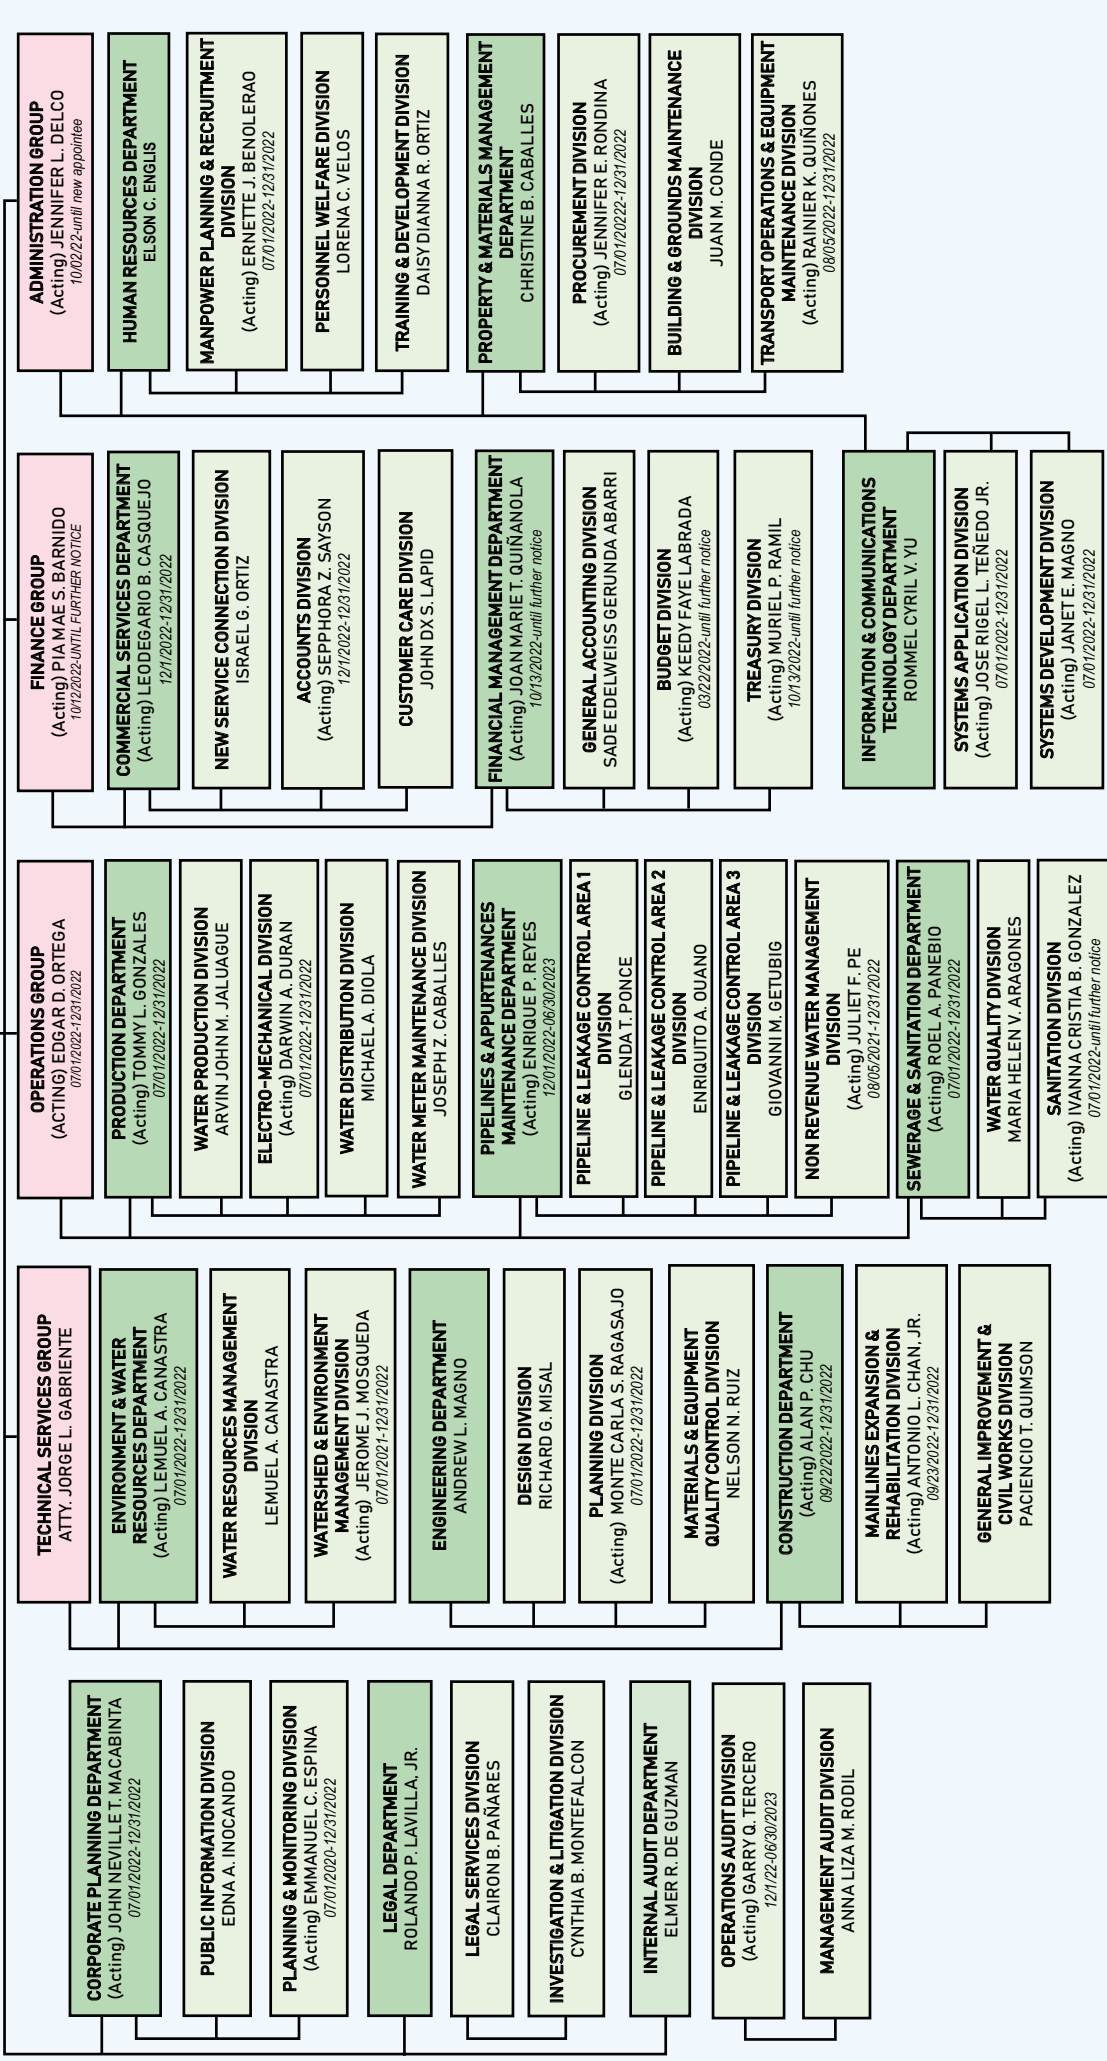 CORPORATE PLANNING DEPARTMENT
(Acting) JOHN NEVILLE T. MACABINTA
07/01/2022-12/31/2022
PUBLIC INFORMATION DIVISION
EDNA A. INOCANDO
PLANNING & MONITORING DIVISION
(Acting) EMMANUEL C. ESPINA
07/01/2020-12/31/2022
LEGAL DEPARTMENT
ROLANDO P. LAVILLA, JR.
LEGAL SERVICES DIVISION
CLAIRON B. PAÑARES
INVESTIGATION & LITIGATION DIVISION
CYNTHIA B. MONTEFALCON
INTERNAL AUDIT DEPARTMENT
ELMER R. DE GUZMAN
OPERATIONS AUDIT DIVISION
(Acting) GARRY Q. TERCERO
12/1/22-06/30/2023
MANAGEMENT AUDIT DIVISION
ANNA LIZA M. RODIL
TECHNICAL SERVICES GROUP
ATTY. JORGE L. GABRIENTE
ENVIRONMENT & WATER
RESOURCES DEPARTMENT
(Acting) LEMUEL A. CANASTRA
07/01/2022-12/31/2022
WATER RESOURCES MANAGEMENT
DIVISION
LEMUEL A. CANASTRA
WATERSHED & ENVIRONMENT
MANAGEMENT DIVISION
(Acting) JEROME J. MOSQUEDA
07/01/2021-12/31/2022
ENGINEERING DEPARTMENT
ANDREW L. MAGNO
DESIGN DIVISION
RICHARD G. MISAL
PLANNING DIVISION
(Acting) MONTE CARLA S. RAGASAJO
07/01/2022-12/31/2022
MATERIALS & EQUIPMENT
QUALITY CONTROL DIVISION
NELSON N. RUIZ
CONSTRUCTION DEPARTMENT
(Acting) ALAN P. CHU
09/22/2022-12/31/2022
MAINLINES EXPANSION &
REHABILITATION DIVISION
(Acting) ANTONIO L. CHAN, JR.
09/23/2022-12/31/2022
GENERAL IMPROVEMENT &
CIVIL WORKS DIVISION
PACIENCIO T. QUIMSON
OPERATIONS GROUP
(ACTING) EDGAR D. ORTEGA
07/01/2022-12/31/2022
PRODUCTION DEPARTMENT
(Acting) TOMMY L. GONZALES
07/01/2022-12/31/2022
WATER PRODUCTION DIVISION
ARVIN JOHN M. JALUAGUE
ELECTRO-MECHANICAL DIVISION
(Acting) DARWIN A. DURAN
07/01/2022-12/31/2022
WATER DISTRIBUTION DIVISION
MICHAEL A. DIOLA
WATER METER MAINTENANCE DIVISION
JOSEPH Z. CABALLES
PIPELINES & APPURTENANCES
MAINTENANCE DEPARTMENT
(Acting) ENRIQUE P. REYES
12/01/2022-06/30/2023
PIPELINE & LEAKAGE CONTROL AREA 1
DIVISION
GLENDA T. PONCE
PIPELINE & LEAKAGE CONTROL AREA 2
DIVISION
ENRIQUITO A. OUANO
PIPELINE & LEAKAGE CONTROL AREA 3
DIVISION
GIOVANNI M. GETUBIG
NON REVENUE WATER MANAGEMENT
DIVISION
(Acting) JULIET F. PE
08/05/2021-12/31/2022
SEWERAGE & SANITATION DEPARTMENT
(Acting) ROEL A. PANEBIO
07/01/2022-12/31/2022
WATER QUALITY DIVISION
MARIA HELEN V. ARAGONES
SANITATION DIVISION
(Acting) IVANNA CRISTIA B. GONZALEZ
07/01/2022-until further notice
FINANCE GROUP
(Acting) PIA MAE S. BARNIDO
10/12/2022-UNTIL FURTHER NOTICE
COMMERCIAL SERVICES DEPARTMENT
(Acting) LEODEGARIO B. CASQUEJO
12/1/2022-12/31/2022
NEW SERVICE CONNECTION DIVISION
ISRAEL G. ORTIZ
ACCOUNTS DIVISION
(Acting) SEPPHORA Z. SAYSON
12/1/2022-12/31/2022
CUSTOMER CARE DIVISION
JOHN DX S. LAPID
FINANCIAL MANAGEMENT DEPARTMENT
(Acting) JOAN MARIE T. QUIÑANOLA
10/13/2022-until further notice
GENERAL ACCOUNTING DIVISION
SADE EDELWEISS GERUNDA ABARRI
BUDGET DIVISION
(Acting) KEEDY FAYE LABRADA
03/22/2022-until further notice
TREASURY DIVISION
(Acting) MURIEL P. RAMIL
10/13/2022-until further notice
INFORMATION & COMMUNICATIONS
TECHNOLOGY DEPARTMENT
ROMMEL CYRIL V. YU
SYSTEMS APPLICATION DIVISION
(Acting) JOSE RIGEL L. TEÑEDO JR.
07/01/2022-12/31/2022
SYSTEMS DEVELOPMENT DIVISION
(Acting) JANET E. MAGNO
07/01/2022-12/31/2022
ADMINISTRATION GROUP
(Acting) JENNIFER L. DELCO
10/02/22-until new appointee
HUMAN RESOURCES DEPARTMENT
ELSON C. ENGLIS
MANPOWER PLANNING & RECRUITMENT
DIVISION
(Acting) ERNETTE J. BENOLERAO
07/01/2022-12/31/2022
PERSONNEL WELFARE DIVISION
LORENA C. VELOS
TRAINING & DEVELOPMENT DIVISION
DAISY DIANNA R. ORTIZ
PROPERTY & MATERIALS MANAGEMENT
DEPARTMENT
CHRISTINE B. CABALLES
PROCUREMENT DIVISION
(Acting) JENNIFER E. RONDINA
07/01/20222-12/31/2022
BUILDING & GROUNDS MAINTENANCE
DIVISION
JUAN M. CONDE
TRANSPORT OPERATIONS & EQUIPMENT
MAINTENANCE DIVISION
(Acting) RAINIER K. QUIÑONES
08/05/2022-12/31/2022